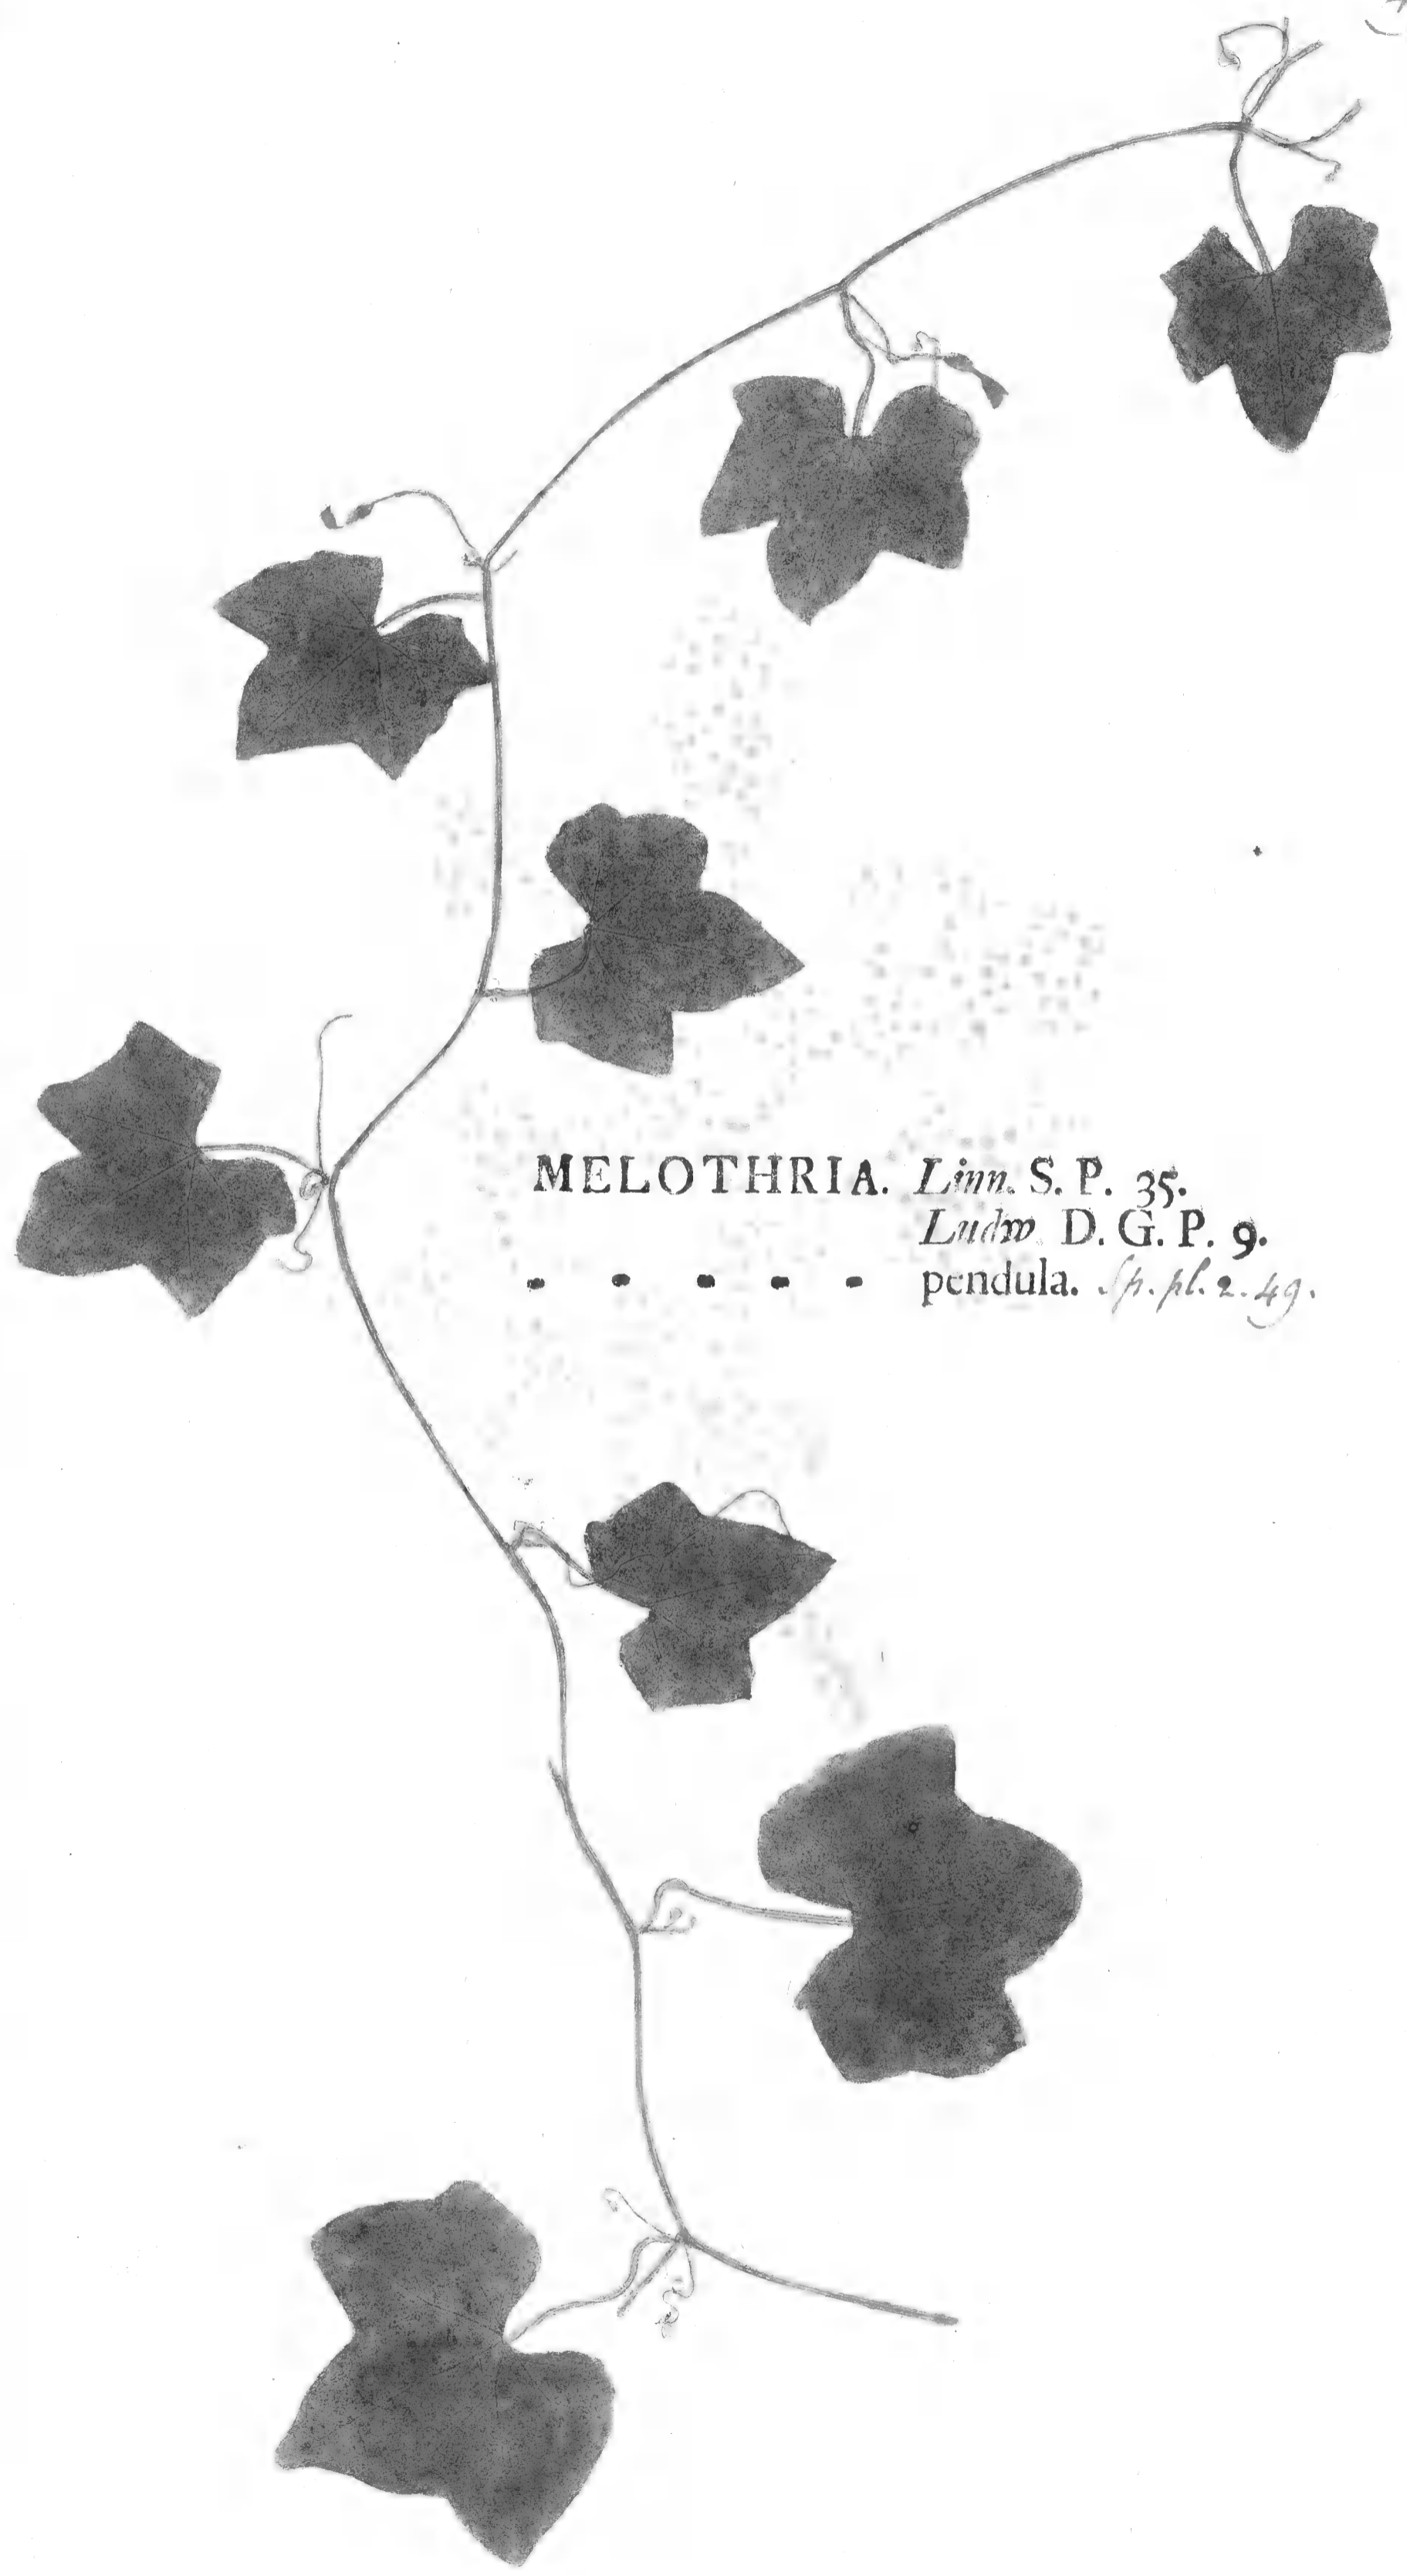 MELOTHRIA. Linn. S. P. 35.
Ludw. D. G. P. 9.
- - - - - pendula. Sp. pl. 2. 49.